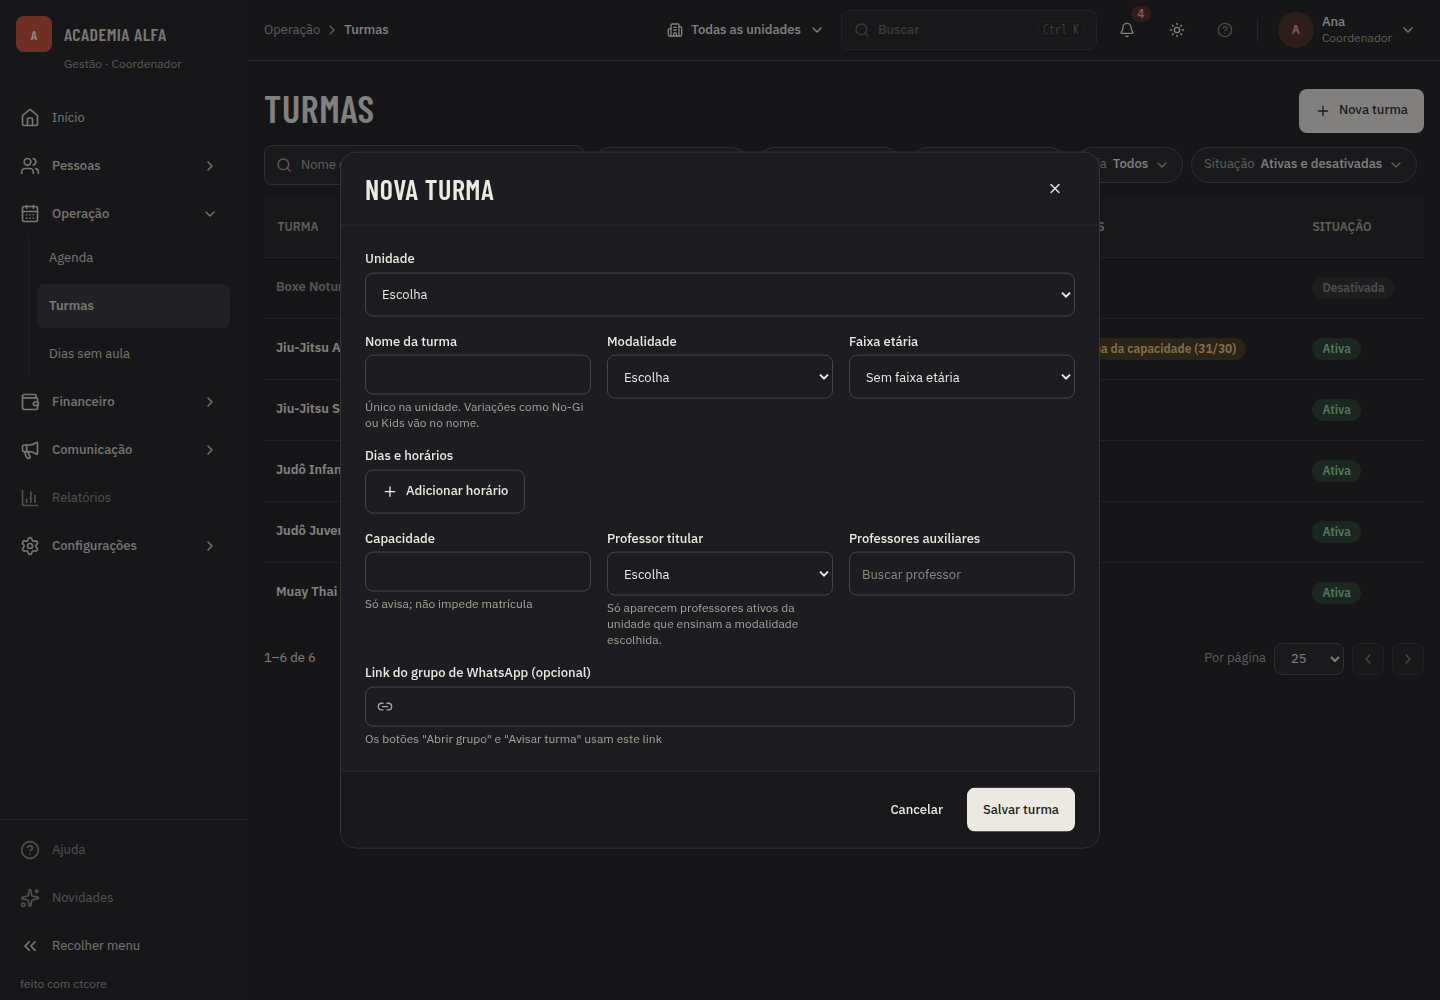 A
ACADEMIA ALFA
Gestão · Coordenador
Início
Pessoas
Operação
Agenda
Turmas
Dias sem aula
Financeiro
Comunicação
Relatórios
Configurações
Ajuda
Novidades
Recolher menu
feito com ctcore
Operação > Turmas
Todas as unidades
Buscar
Ctrl K
4
A
Ana
Coordenador
TURMAS
Nova turma
Nome
Todos
Situação Ativas e desativadas
TURMA
SITUAÇÃO
Boxe
Desativada
Jiu-Jitsu
da capacidade (31/30)
Ativa
Jiu-Jitsu
Ativa
Judô
Ativa
Judô
Ativa
Muay Thai
Ativa
1–6 de 6
Por página
25
NOVA TURMA
Unidade
Escolha
Nome da turma
Único na unidade. Variações como No-Gi
ou Kids vão no nome.
Modalidade
Escolha
Faixa etária
Sem faixa etária
Dias e horários
Adicionar horário
Capacidade
Só avisa; não impede matrícula
Professor titular
Escolha
Só aparecem professores ativos da
unidade que ensinam a modalidade
escolhida.
Professores auxiliares
Buscar professor
Link do grupo de WhatsApp (opcional)
Os botões "Abrir grupo" e "Avisar turma" usam este link
Cancelar
Salvar turma